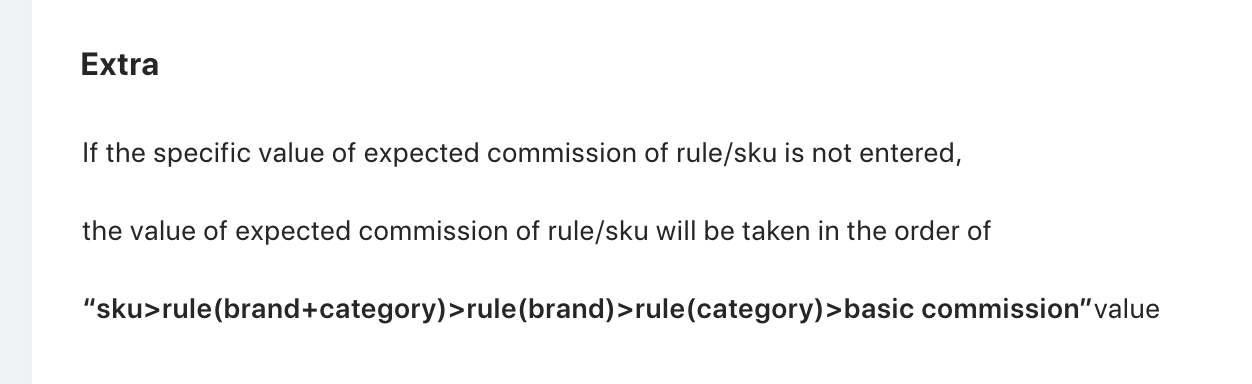 Extra
If the specific value of expected commission of rule/sku is not entered,
the value of expected commission of rule/sku will be taken in the order of
“sku>rule(brand+category)>rule(brand)>rule(category)>basic commission”value